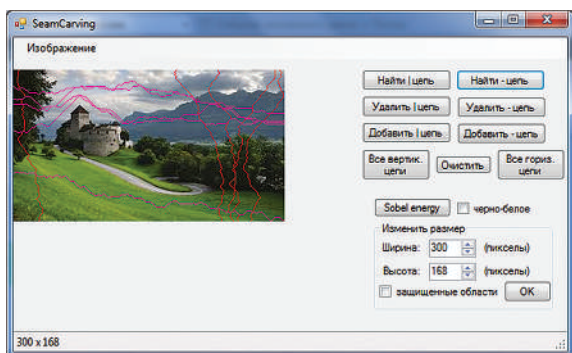 SeamCarving
Изображение
Найти | цепь Найти - цепь
Удалить | цепь Удалить - цепь
Добавить | цепь Добавить - цепь
Все вертик. цепи Очистить Все гориз. цепи
Sobel energy черно-белое
Изменить размер
Ширина: 300 (пикселы)
Высота: 168 (пикселы)
защищенные области OK
300 x 168